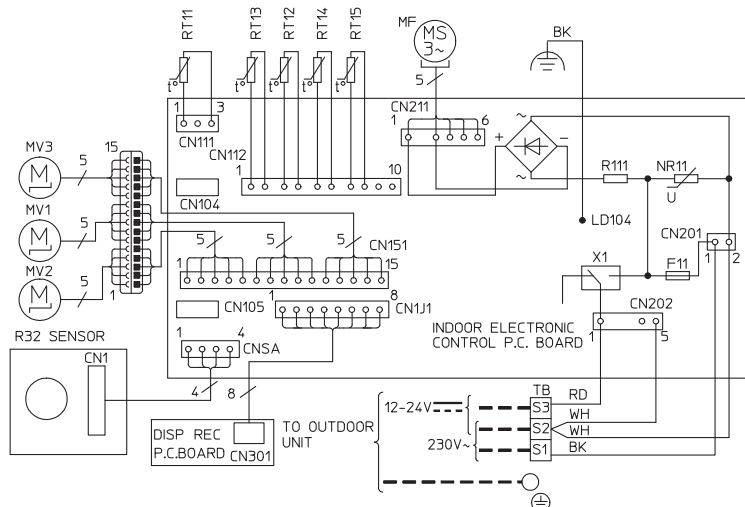 RT11
RT13
RT12
RT14
RT15
MF
MS
3~
BK
5
t°
t°
t°
t°
t°
1
3
CN111
CN211
1
6
~
+
−
~
15
MV3
5
CN112
1
10
R111
NR11
U
CN104
MV1
5
LD104
CN201
1
2
5
5
5
CN151
1
15
X1
F11
MV2
5
1
CN105
1
8
CN1J1
CN202
1
5
INDOOR ELECTRONIC
CONTROL P.C. BOARD
R32 SENSOR
CN1
1
4
CNSA
4
8
TB
RD
12-24V
S3
WH
DISP REC
P.C.BOARD
CN301
TO OUTDOOR
UNIT
S2
WH
230V~
S1
BK